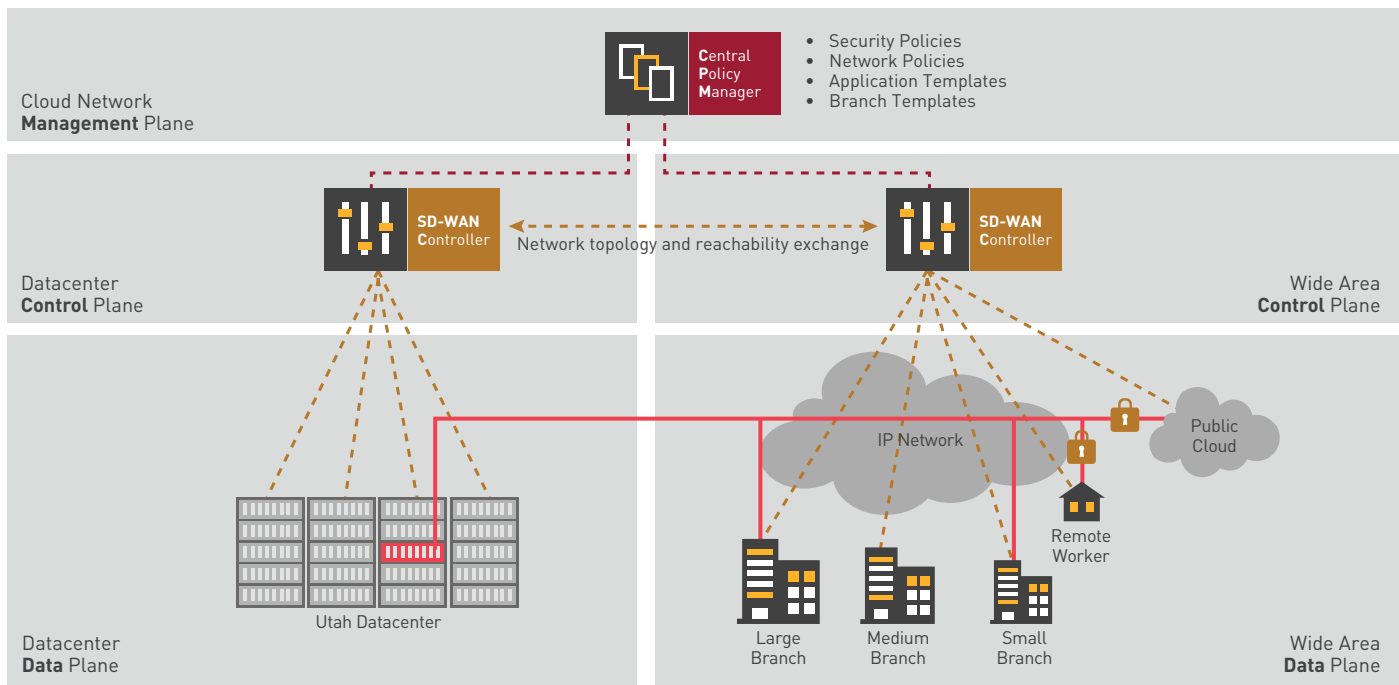 Central
Policy
Manager
• Security Policies
• Network Policies
• Application Templates
• Branch Templates
Cloud Network
Management Plane
SD-WAN
Controller
Network topology and reachability exchange
SD-WAN
Controller
Datacenter
Control Plane
Wide Area
Control Plane
IP Network
Public
Cloud
Remote
Worker
Utah Datacenter
Large
Branch
Medium
Branch
Small
Branch
Datacenter
Data Plane
Wide Area
Data Plane